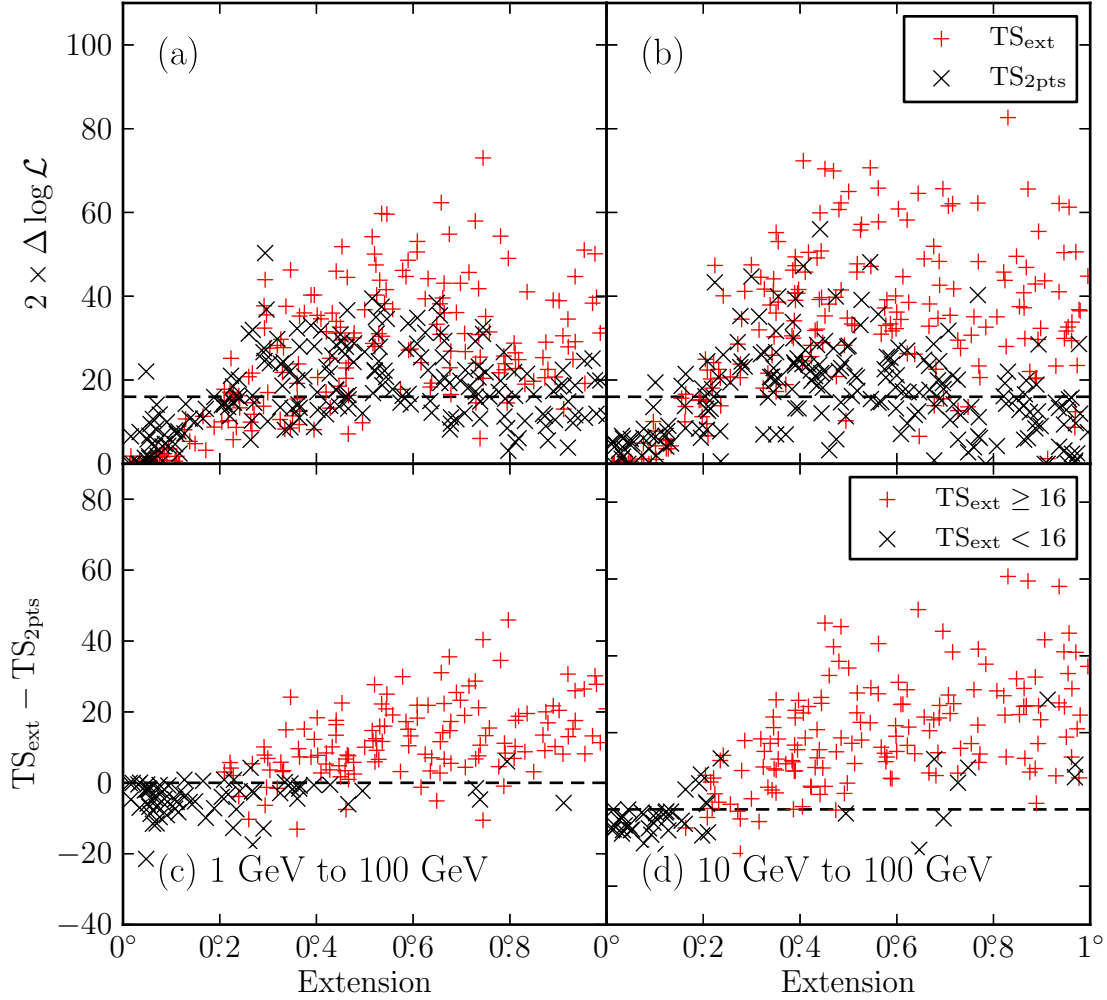 (a)
(b)
TS_ext
TS_2pts
100
80
60
40
20
0
2 × Δ log ℒ
TS_ext ≥ 16
TS_ext < 16
80
60
40
20
0
−20
−40
TS_ext − TS_2pts
(c) 1 GeV to 100 GeV
(d) 10 GeV to 100 GeV
0° 0.°2 0.°4 0.°6 0.°8 0 0° 0.°2 0.°4 0.°6 0.°8 1°
Extension
Extension